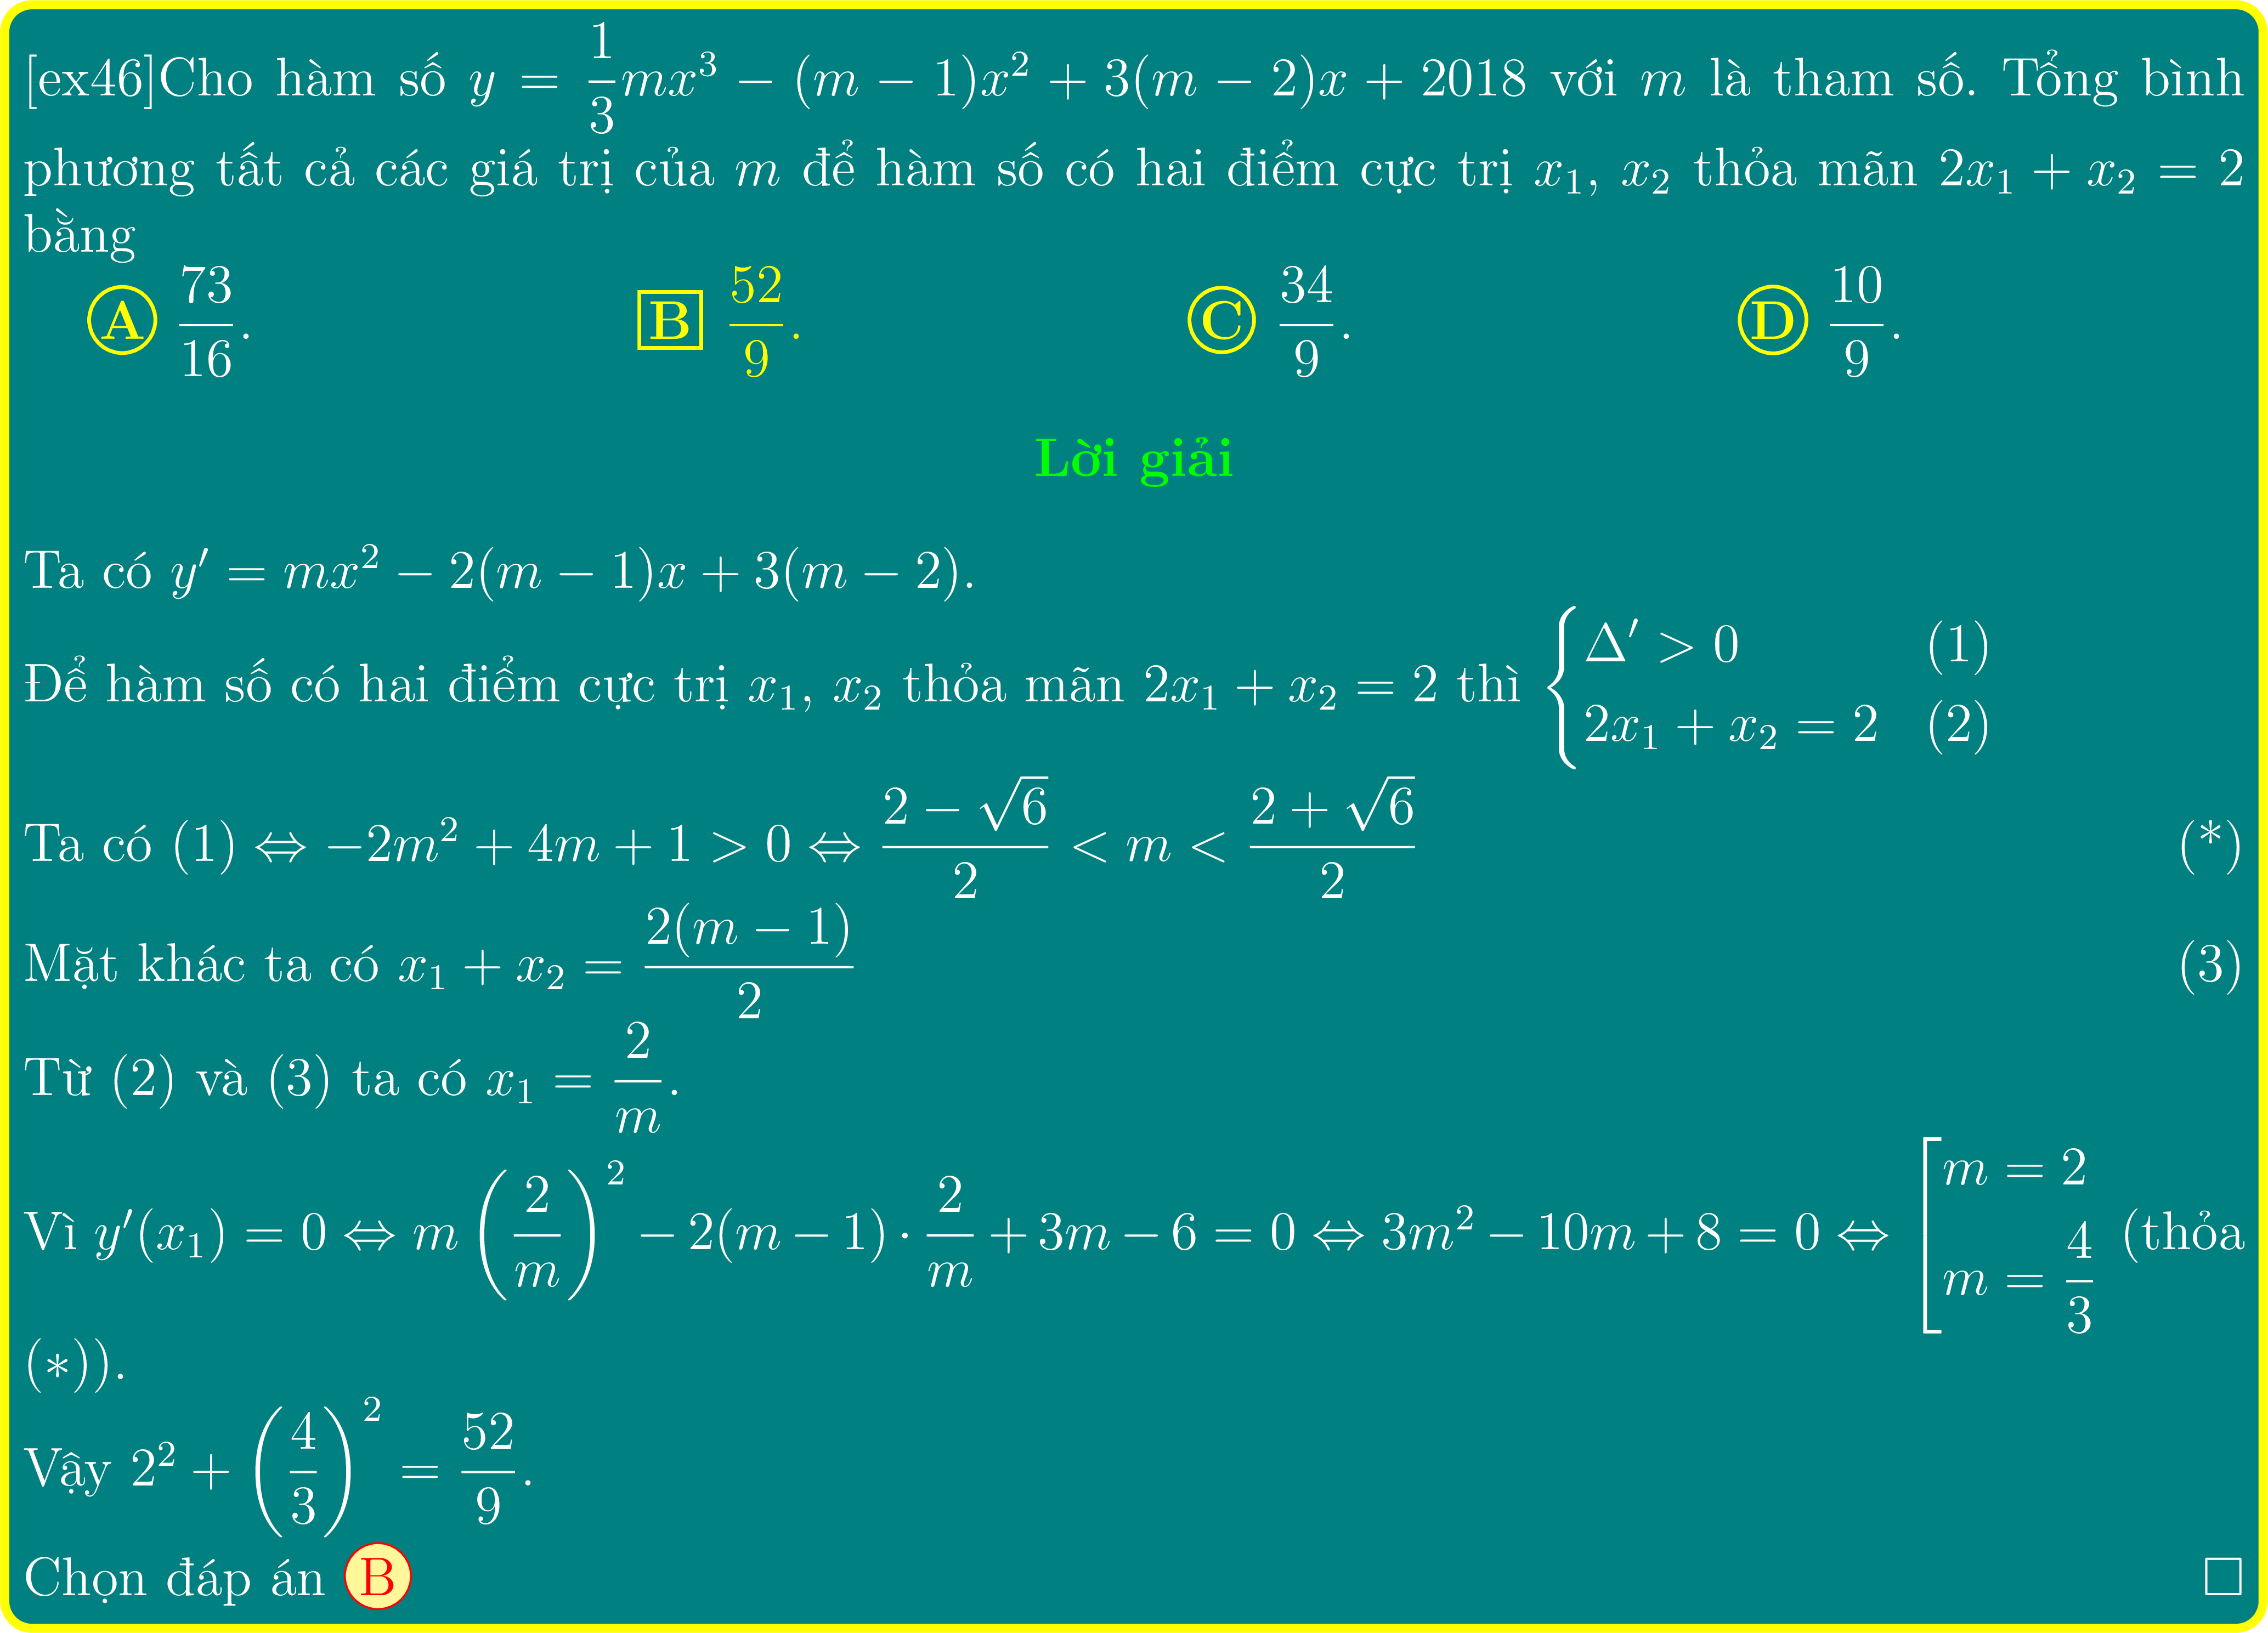 [ex46]Cho hàm số y = \frac{1}{3}mx^3 − (m − 1)x^2 + 3(m − 2)x + 2018 với m là tham số. Tổng bình
phương tất cả các giá trị của m để hàm số có hai điểm cực trị x_1, x_2 thỏa mãn 2x_1 + x_2 = 2
bằng
A \frac{73}{16}. B \frac{52}{9}. C \frac{34}{9}. D \frac{10}{9}.
Lời giải
Ta có y′ = mx^2 − 2(m − 1)x + 3(m − 2).
Để hàm số có hai điểm cực trị x_1, x_2 thỏa mãn 2x_1 + x_2 = 2 thì \begin{cases} Δ′ > 0 & (1) \\ 2x_1 + x_2 = 2 & (2) \end{cases}
Ta có (1) ⇔ −2m^2 + 4m + 1 > 0 ⇔ \frac{2 − \sqrt{6}}{2} < m < \frac{2 + \sqrt{6}}{2} (*)
Mặt khác ta có x_1 + x_2 = \frac{2(m − 1)}{2} (3)
Từ (2) và (3) ta có x_1 = \frac{2}{m}.
Vì y′(x_1) = 0 ⇔ m\left(\frac{2}{m}\right)^2 − 2(m − 1) · \frac{2}{m} + 3m − 6 = 0 ⇔ 3m^2 − 10m + 8 = 0 ⇔ \left[\begin{array}{l} m = 2 \\ m = \frac{4}{3} \end{array}\right. (thỏa
(∗)).
Vậy 2^2 + \left(\frac{4}{3}\right)^2 = \frac{52}{9}.
Chọn đáp án B □